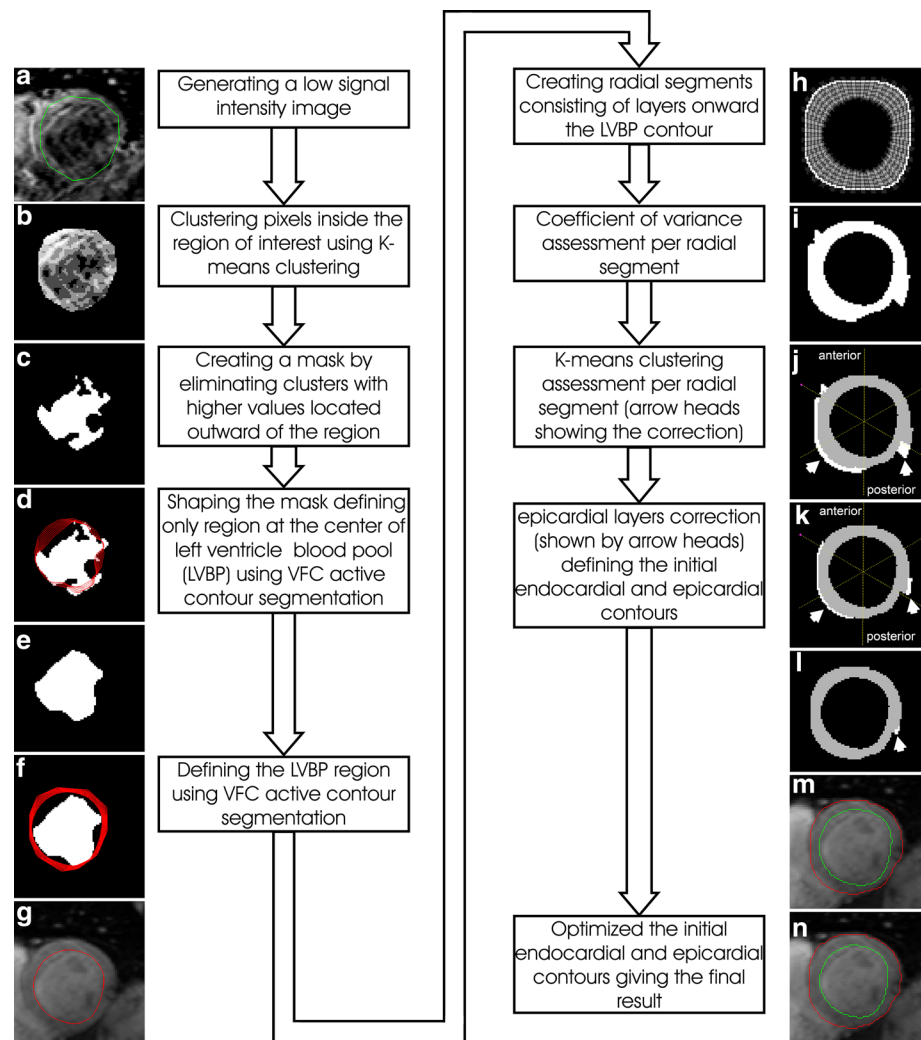 a
Generating a low signal
intensity image
b
Clustering pixels inside the
region of interest using K-
means clustering
c
Creating a mask by
eliminating clusters with
higher values located
outward of the region
d
Shaping the mask defining
only region at the center of
left ventricle blood pool
(LVBP) using VFC active
contour segmentation
e
f
Defining the LVBP region
using VFC active contour
segmentation
g
Creating radial segments
consisting of layers onward
the LVBP contour
h
Coefficient of variance
assessment per radial
segment
i
K-means clustering
assessment per radial
segment (arrow heads
showing the correction)
j
anterior
posterior
epicardial layers correction
(shown by arrow heads)
defining the initial
endocardial and epicardial
contours
k
anterior
posterior
l
m
Optimized the initial
endocardial and epicardial
contours giving the final
result
n